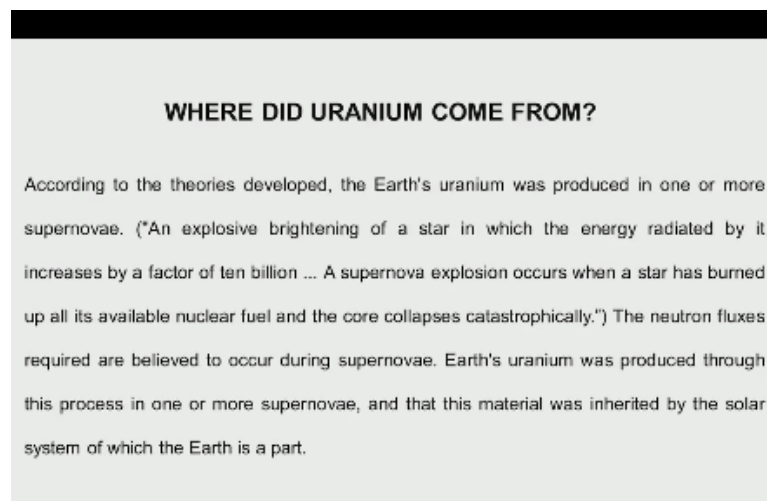 WHERE DID URANIUM COME FROM?
According to the theories developed, the Earth's uranium was produced in one or more
supernovae. ("An explosive brightening of a star in which the energy radiated by it
increases by a factor of ten billion ... A supernova explosion occurs when a star has burned
up all its available nuclear fuel and the core collapses catastrophically.") The neutron fluxes
required are believed to occur during supernovae. Earth's uranium was produced through
this process in one or more supernovae, and that this material was inherited by the solar
system of which the Earth is a part.